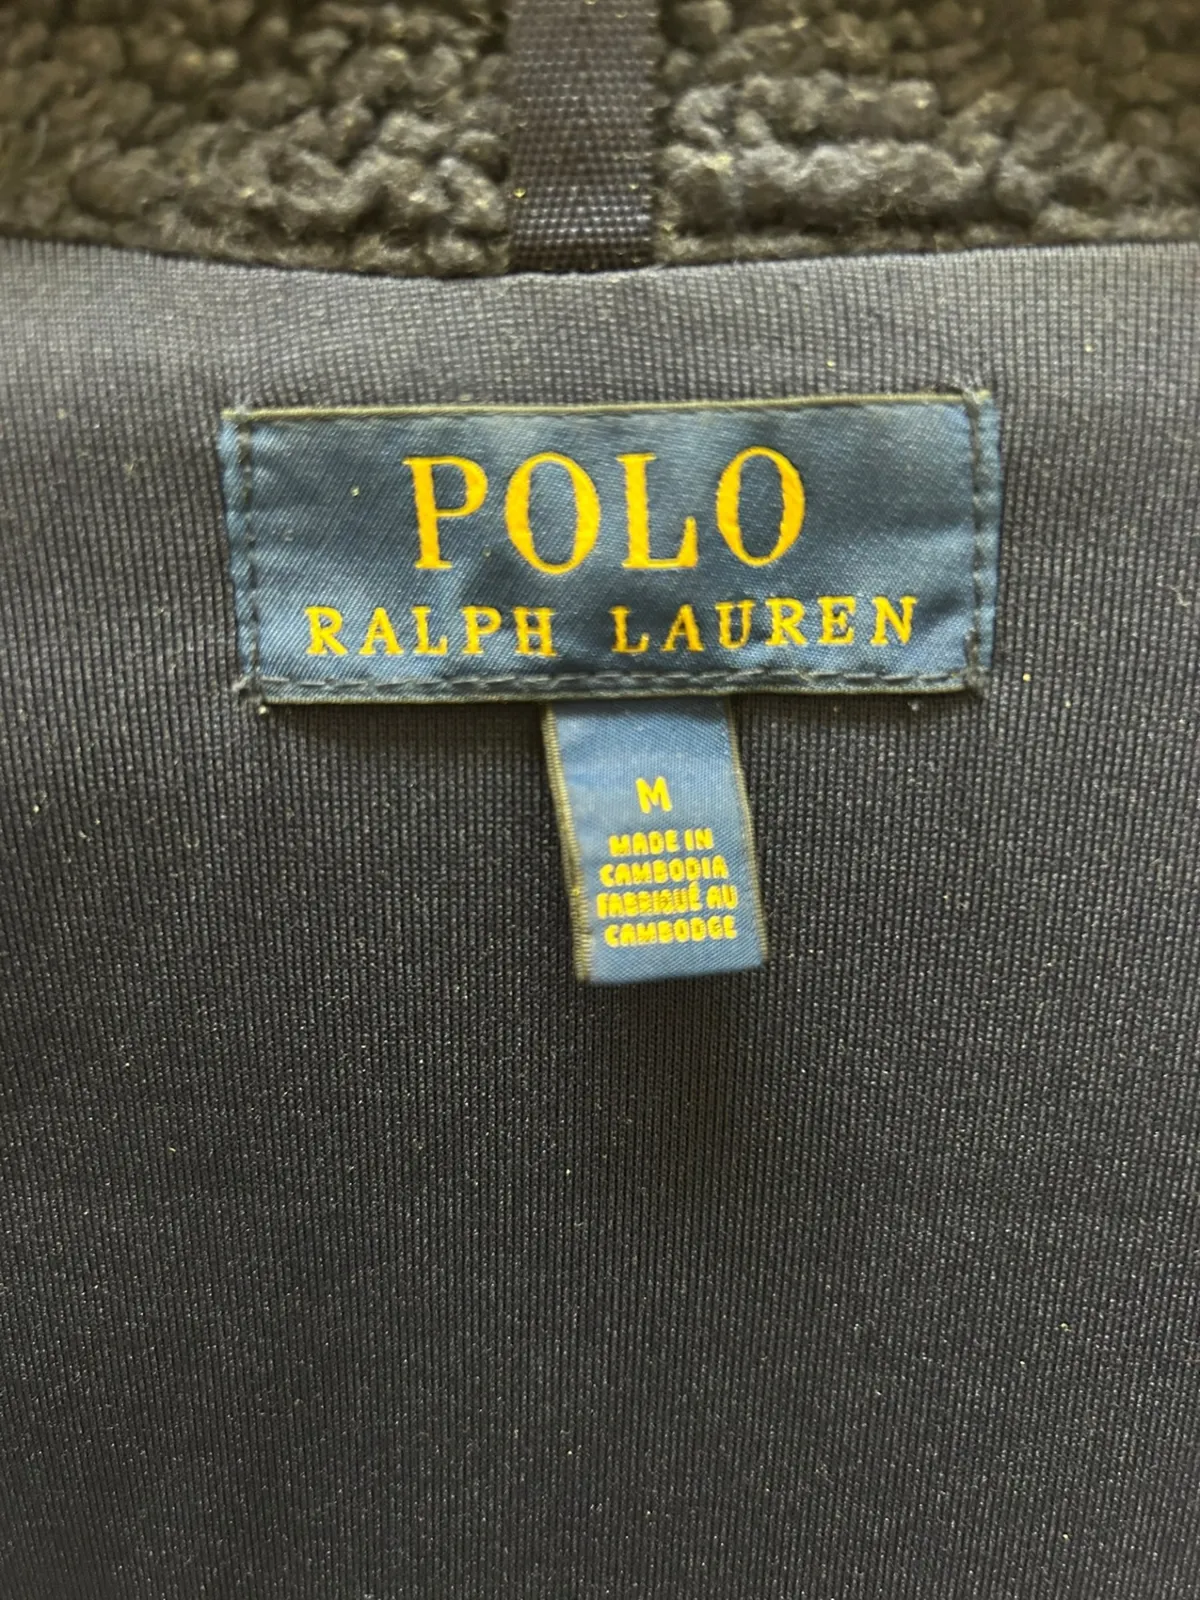 POLO
RALPH LAUREN
M
MADE IN
CAMBODIA
FABRIQUÉ AU
CAMBODGE